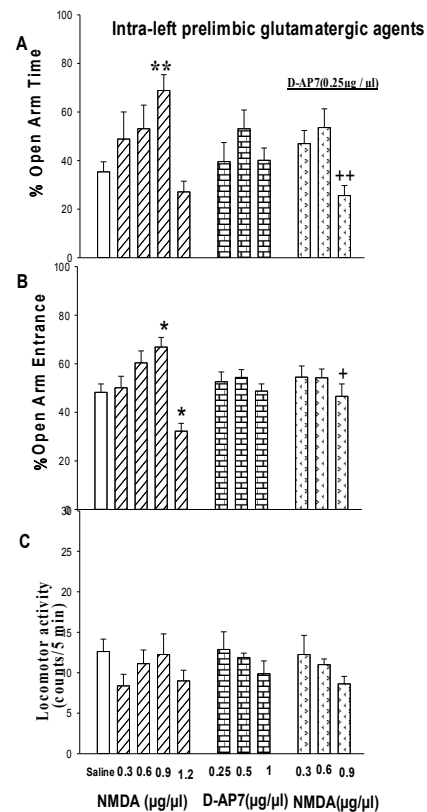 Intra-left prelimbic glutamatergic agents
A
100
80
60
40
20
0
% Open Arm Time
**
D-AP7(0.25µg / µl)
++
B
100
80
60
40
20
0
% Open Arm Entrance
*
*
+
C
30
25
20
15
10
5
0
Locomotor activity
(counts/5 min)
Saline 0.3 0.6 0.9 1.2 0.25 0.5 1 0.3 0.6 0.9
NMDA (µg/µl) D-AP7(µg/µl) NMDA(µg/µl)